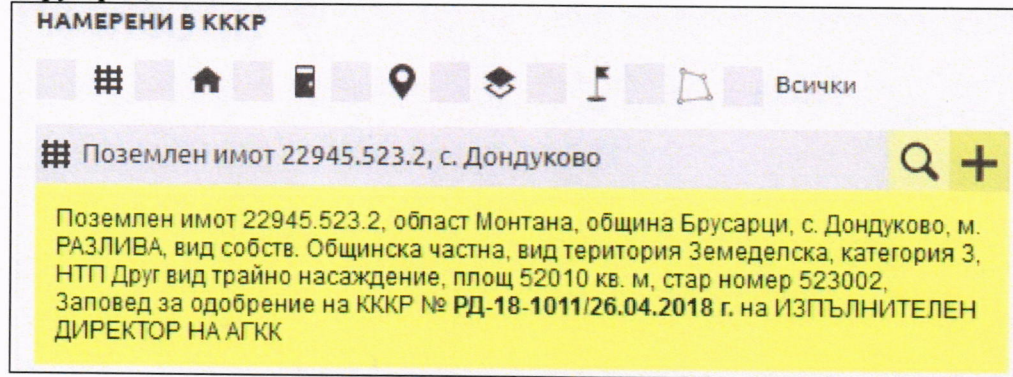 НАМЕРЕНИ В КККР
Всички
Поземлен имот 22945.523.2, с. Дондуково
Поземлен имот 22945.523.2, област Монтана, община Брусарци, с. Дондуково, м.
РАЗЛИВА, вид собств. Общинска частна, вид територия Земеделска, категория 3,
НТП Друг вид трайно насаждение, площ 52010 кв. м, стар номер 523002,
Заповед за одобрение на КККР № РД-18-1011/26.04.2018 г. на ИЗПЪЛНИТЕЛЕН
ДИРЕКТОР НА АГКК